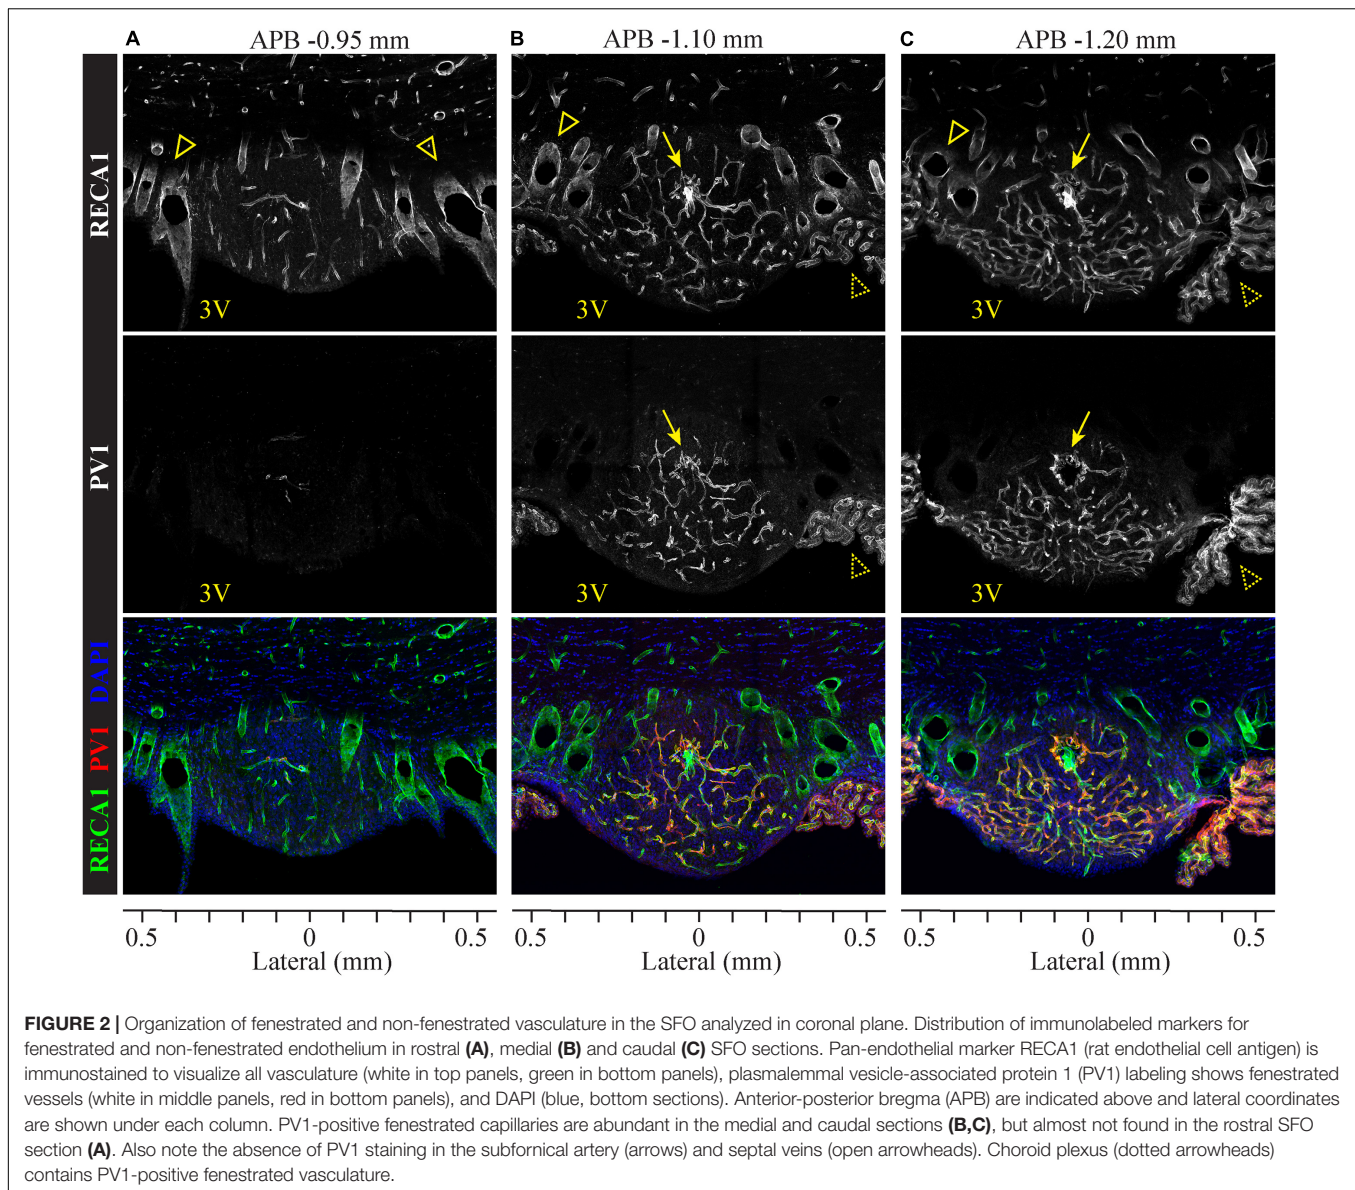 A APB -0.95 mm
B APB -1.10 mm
C APB -1.20 mm
RECA1
3V
3V
3V
PV1
3V
3V
3V
RECA1 PV1 DAPI
0.5 0 0.5
Lateral (mm)
0.5 0 0.5
Lateral (mm)
0.5 0 0.5
Lateral (mm)
FIGURE 2 | Organization of fenestrated and non-fenestrated vasculature in the SFO analyzed in coronal plane. Distribution of immunolabeled markers for
fenestrated and non-fenestrated endothelium in rostral (A), medial (B) and caudal (C) SFO sections. Pan-endothelial marker RECA1 (rat endothelial cell antigen) is
immunostained to visualize all vasculature (white in top panels, green in bottom panels), plasmalemmal vesicle-associated protein 1 (PV1) labeling shows fenestrated
vessels (white in middle panels, red in bottom panels), and DAPI (blue, bottom sections). Anterior-posterior bregma (APB) are indicated above and lateral coordinates
are shown under each column. PV1-positive fenestrated capillaries are abundant in the medial and caudal sections (B,C), but almost not found in the rostral SFO
section (A). Also note the absence of PV1 staining in the subfornical artery (arrows) and septal veins (open arrowheads). Choroid plexus (dotted arrowheads)
contains PV1-positive fenestrated vasculature.